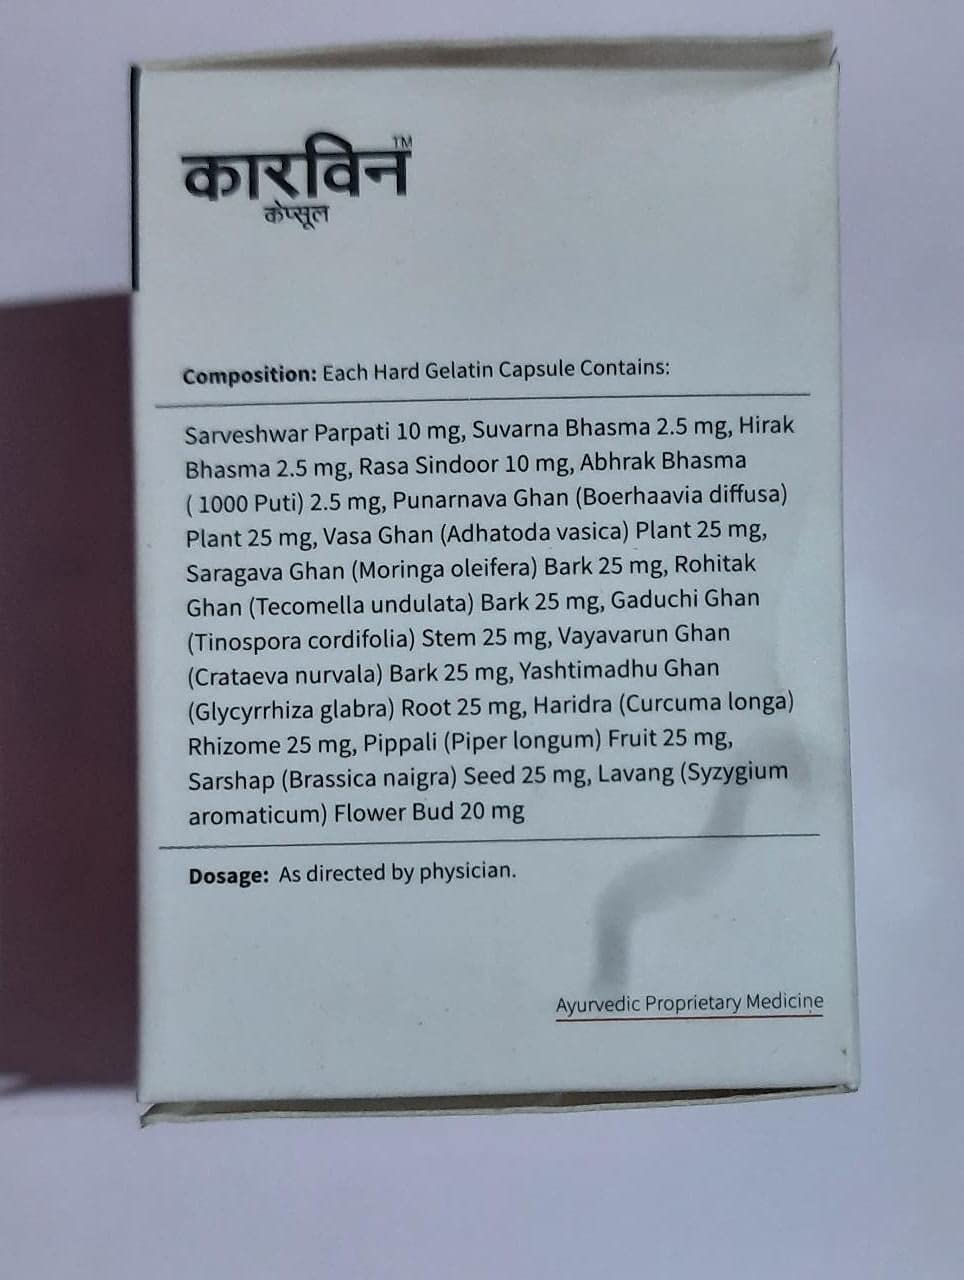 कारविन™
केप्सूल
Composition: Each Hard Gelatin Capsule Contains:
Sarveshwar Parpati 10 mg, Suvarna Bhasma 2.5 mg, Hirak
Bhasma 2.5 mg, Rasa Sindoor 10 mg, Abhrak Bhasma
( 1000 Puti) 2.5 mg, Punarnava Ghan (Boerhaavia diffusa)
Plant 25 mg, Vasa Ghan (Adhatoda vasica) Plant 25 mg,
Saragava Ghan (Moringa oleifera) Bark 25 mg, Rohitak
Ghan (Tecomella undulata) Bark 25 mg, Gaduchi Ghan
(Tinospora cordifolia) Stem 25 mg, Vayavarun Ghan
(Crataeva nurvala) Bark 25 mg, Yashtimadhu Ghan
(Glycyrrhiza glabra) Root 25 mg, Haridra (Curcuma longa)
Rhizome 25 mg, Pippali (Piper longum) Fruit 25 mg,
Sarshap (Brassica naigra) Seed 25 mg, Lavang (Syzygium
aromaticum) Flower Bud 20 mg
Dosage: As directed by physician.
Ayurvedic Proprietary Medicine